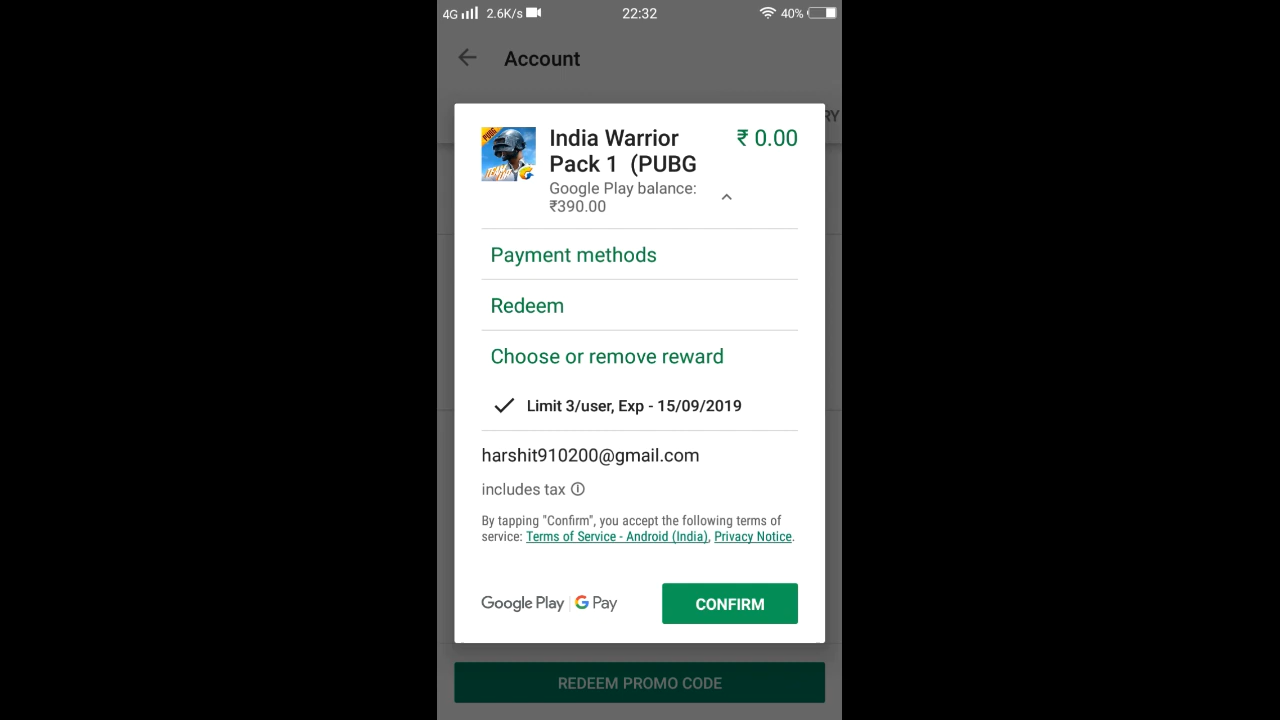 4G 2.6K/s 22:32 40%
Account
RY
India Warrior ₹ 0.00
Pack 1 (PUBG
Google Play balance:
₹390.00
Payment methods
Redeem
Choose or remove reward
Limit 3/user, Exp - 15/09/2019
harshit910200@gmail.com
includes tax
By tapping "Confirm", you accept the following terms of
service: Terms of Service - Android (India), Privacy Notice.
Google Play G Pay CONFIRM
REDEEM PROMO CODE